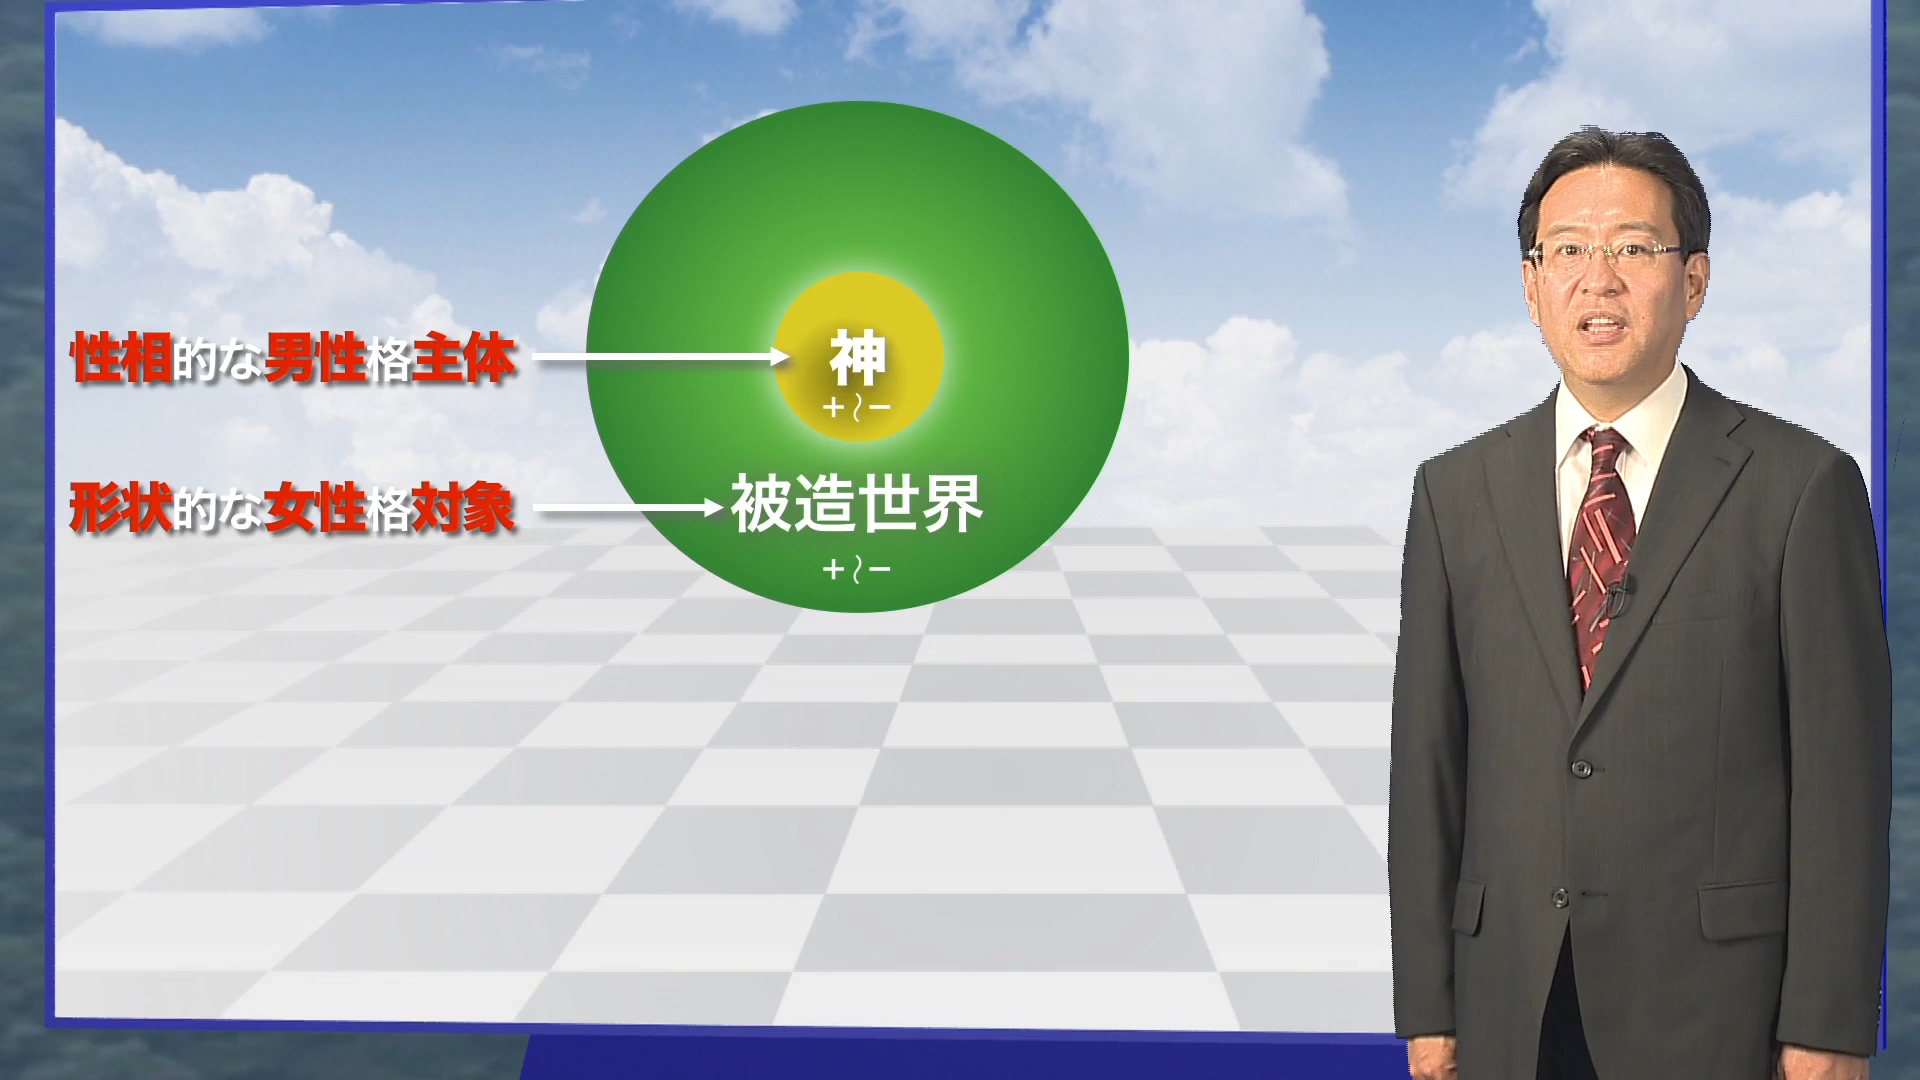 性相的な男性格主体
神
+~−
形状的な女性格対象
被造世界
+~−